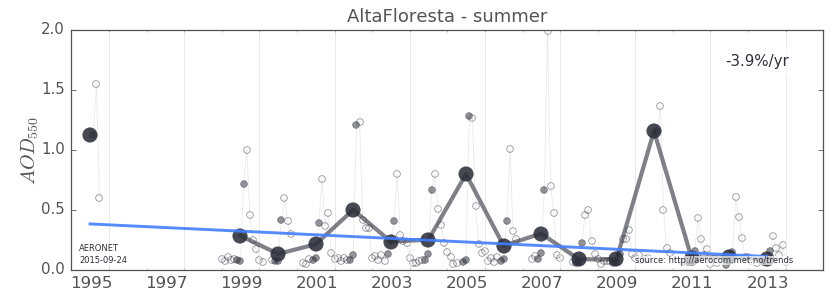 AltaFloresta - summer
2.0
1.5
1.0
0.5
0.0
AOD550
-3.9%/yr
AERONET
2015-09-24
source: http://aerocom.met.no/trends
1995 1997 1999 2001 2003 2005 2007 2009 2011 2013